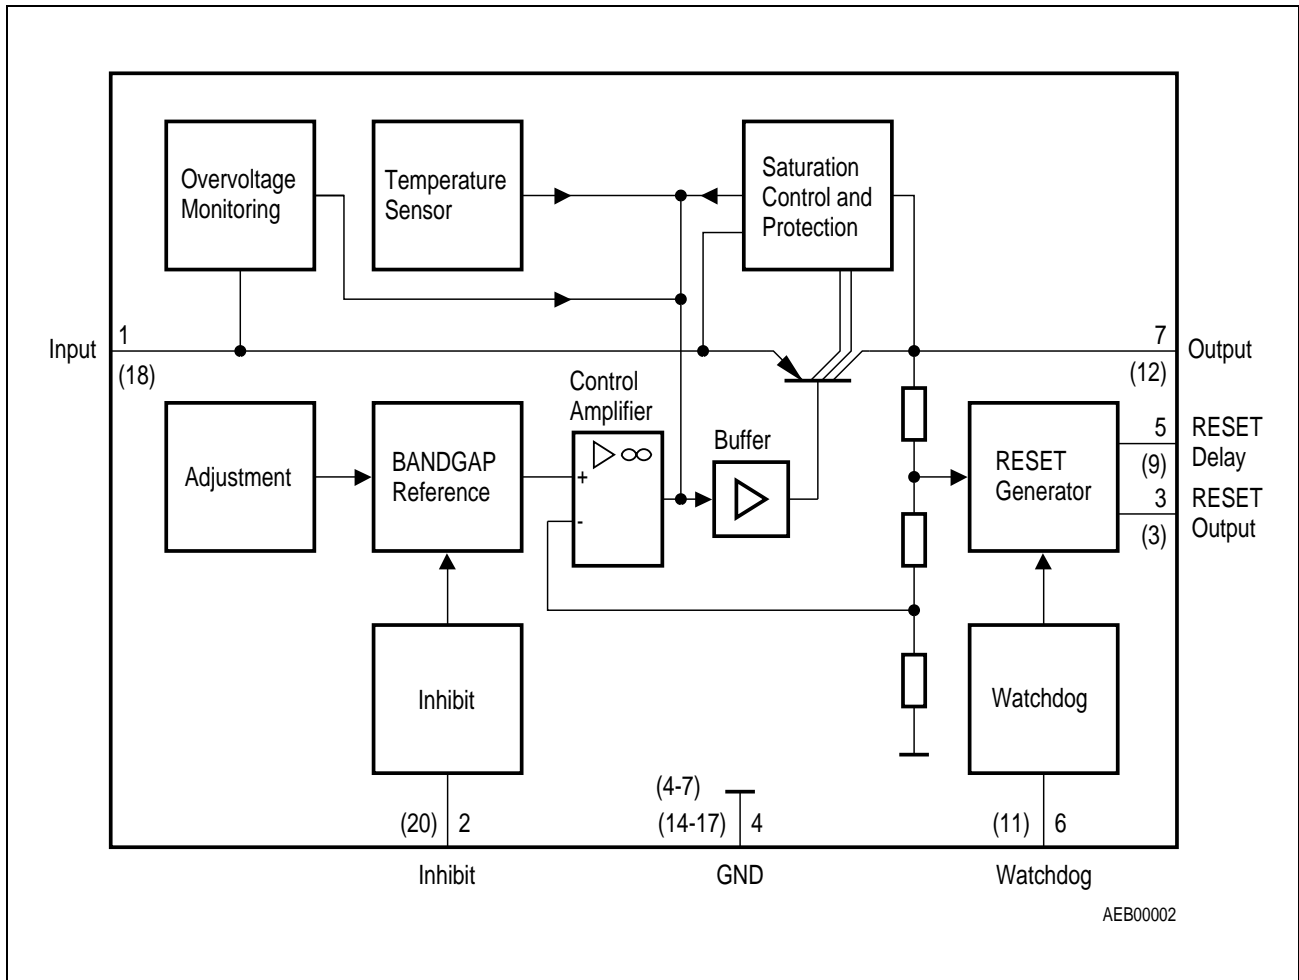 Overvoltage
Monitoring
Temperature
Sensor
Saturation
Control and
Protection
Input
1
(18)
7
(12)
Output
Control
Amplifier
Adjustment
BANDGAP
Reference
▷ ∞
+
-
Buffer
RESET
Generator
5
(9)
RESET
Delay
3
(3)
RESET
Output
Inhibit
Watchdog
(20) 2
(4-7)
(14-17) 4
(11) 6
Inhibit
GND
Watchdog
AEB00002